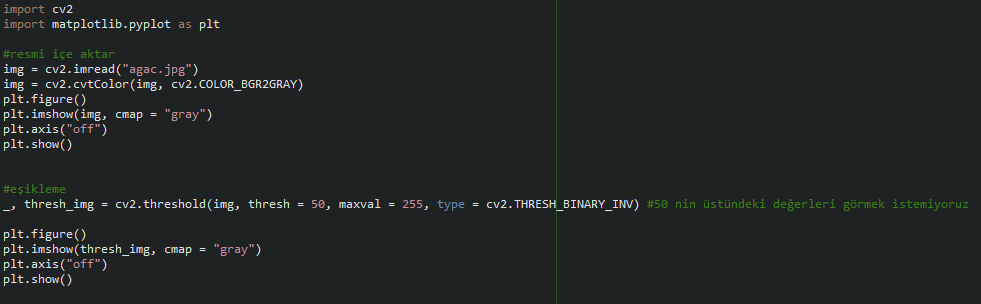 import cv2
import matplotlib.pyplot as plt
#resmi içe aktar
img = cv2.imread("agac.jpg")
img = cv2.cvtColor(img, cv2.COLOR_BGR2GRAY)
plt.figure()
plt.imshow(img, cmap = "gray")
plt.axis("off")
plt.show()
#eşikleme
_, thresh_img = cv2.threshold(img, thresh = 50, maxval = 255, type = cv2.THRESH_BINARY_INV) #50 nin üstündeki değerleri görmek istemiyoruz
plt.figure()
plt.imshow(thresh_img, cmap = "gray")
plt.axis("off")
plt.show()